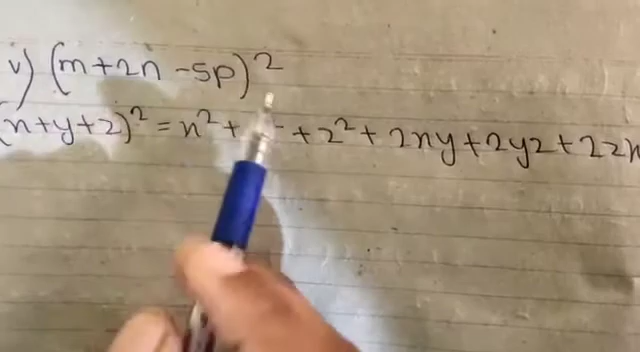 v) (m+2n-5p)²
(x+y+z)² = x² + + z² + 2xy + 2yz + 2zx